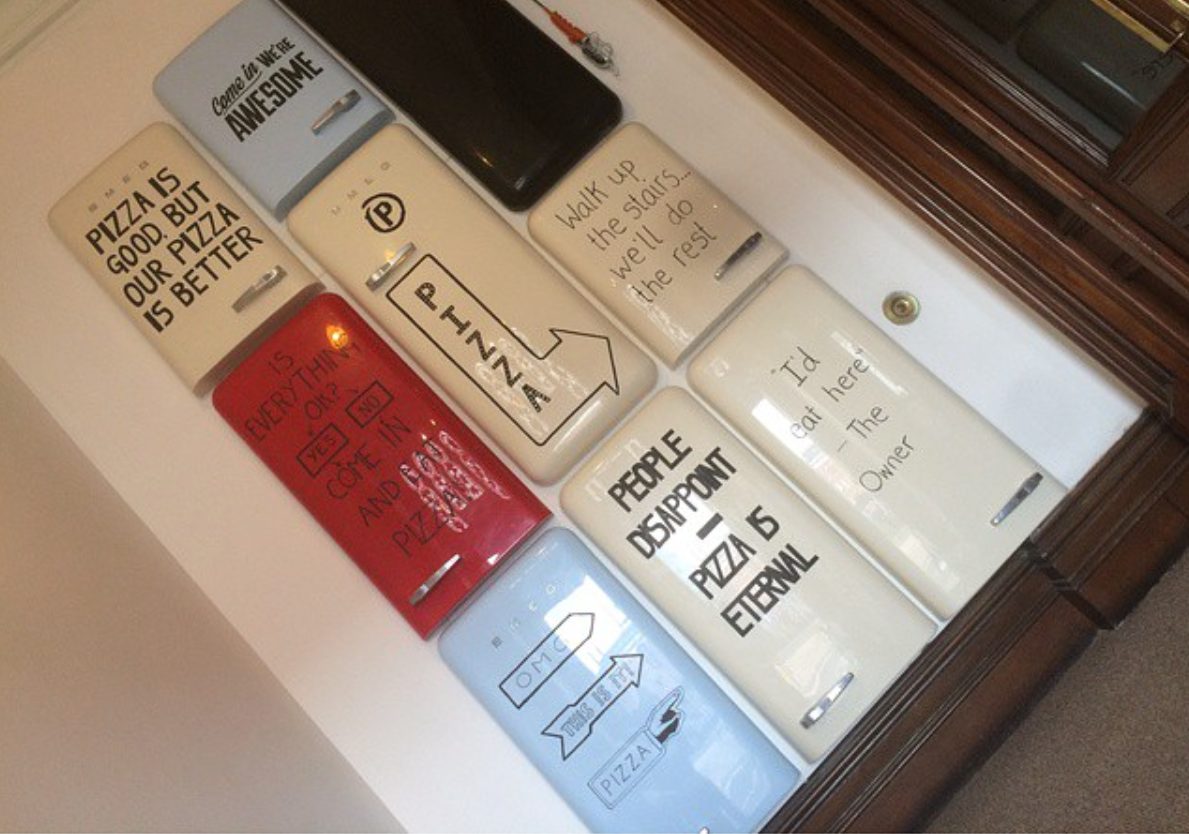 Come in WE'RE
AWESOME
SMEG
PIZZA IS
GOOD, BUT
OUR PIZZA
IS BETTER
P
PIZZA
Walk up
the stairs...
we'll do
the rest
IS
EVERYTHING
OK?
YES NO
COME IN
AND EAT
PIZZA
"I'd
eat here"
- The
Owner
PEOPLE
DISAPPOINT
–
PIZZA IS
ETERNAL
SMEG
OMG
THIS IS IT
PIZZA